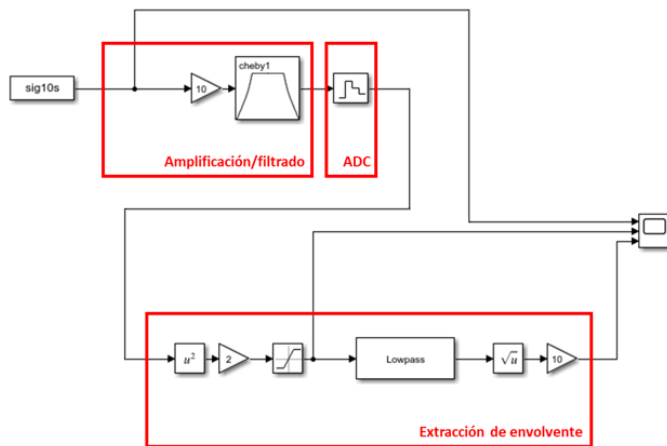 cheby1
sig10s
10
Amplificación/filtrado
ADC
u²
2
Lowpass
√u
10
Extracción de envolvente